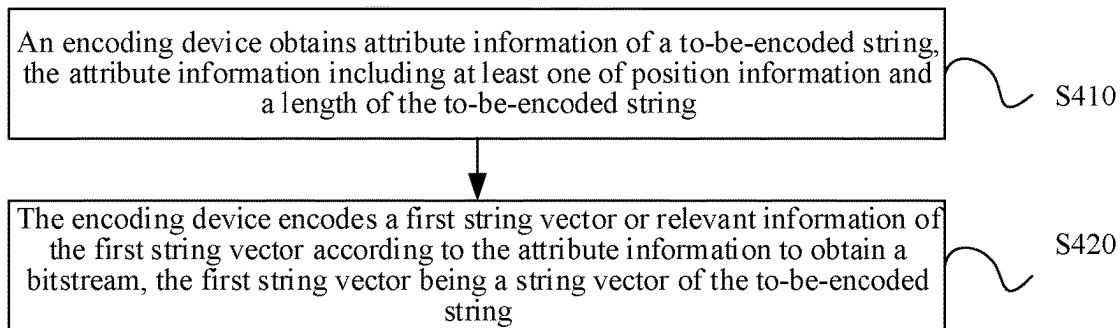 An encoding device obtains attribute information of a to-be-encoded string,
the attribute information including at least one of position information and
a length of the to-be-encoded string
S410
The encoding device encodes a first string vector or relevant information of
the first string vector according to the attribute information to obtain a
bitstream, the first string vector being a string vector of the to-be-encoded
string
S420